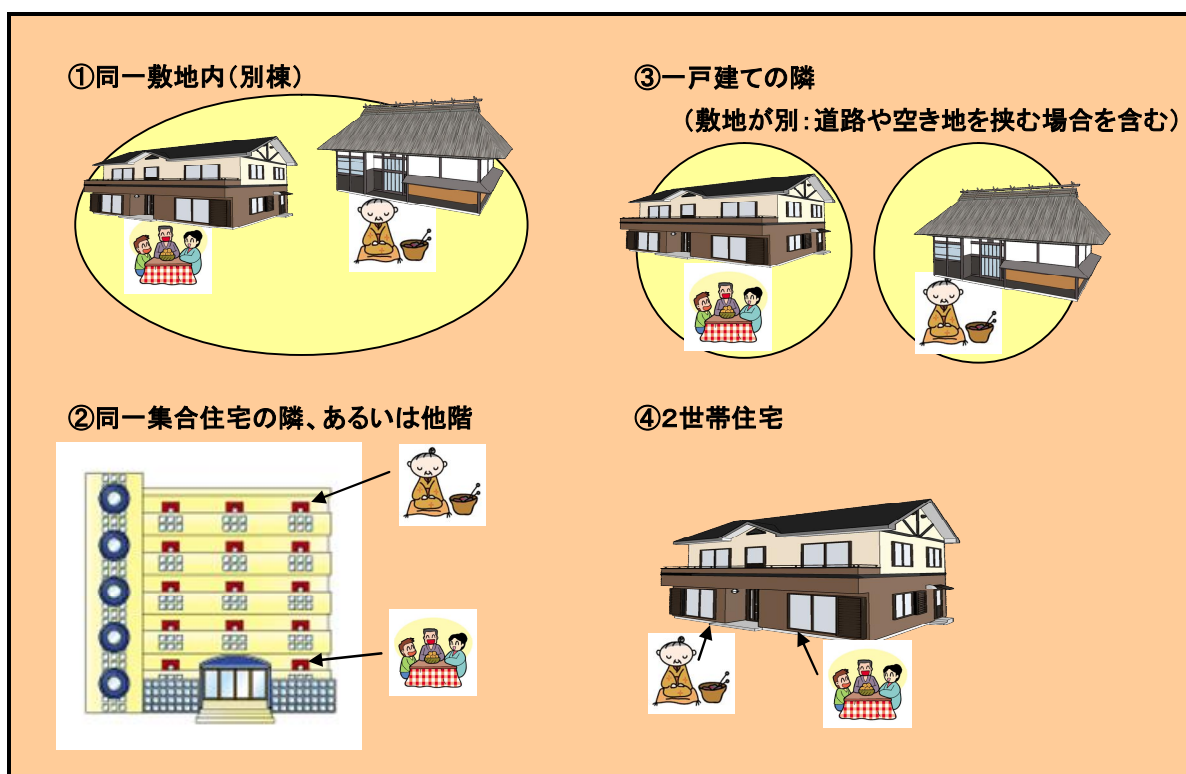 ①同一敷地内(別棟)
②同一集合住宅の隣、あるいは他階
③一戸建ての隣
(敷地が別:道路や空き地を挟む場合を含む)
④2世帯住宅